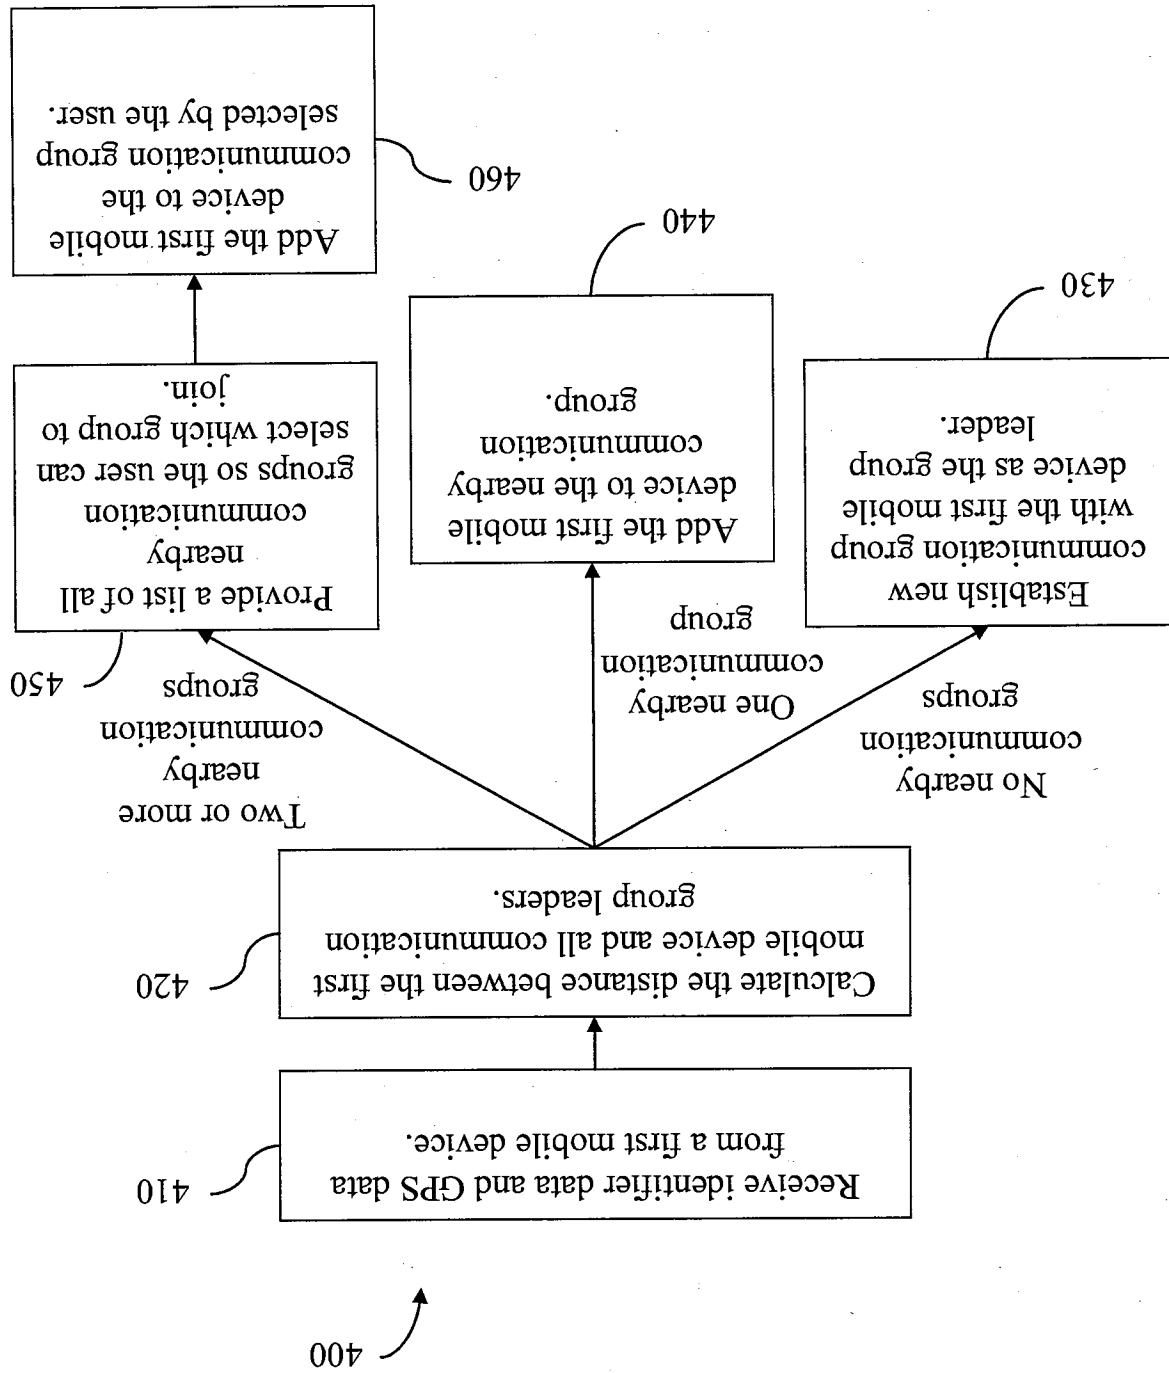 400
Receive identifier data and GPS data
from a first mobile device.
410
Calculate the distance between the first
mobile device and all communication
group leaders.
420
No nearby
communication
groups
One nearby
communication
group
Two or more
nearby
communication
groups
Establish new
communication group
with the first mobile
device as the group
leader.
430
Add the first mobile
device to the nearby
communication
group.
440
Provide a list of all
nearby
communication
groups so the user can
select which group to
join.
450
Add the first mobile
device to the
communication group
selected by the user.
460